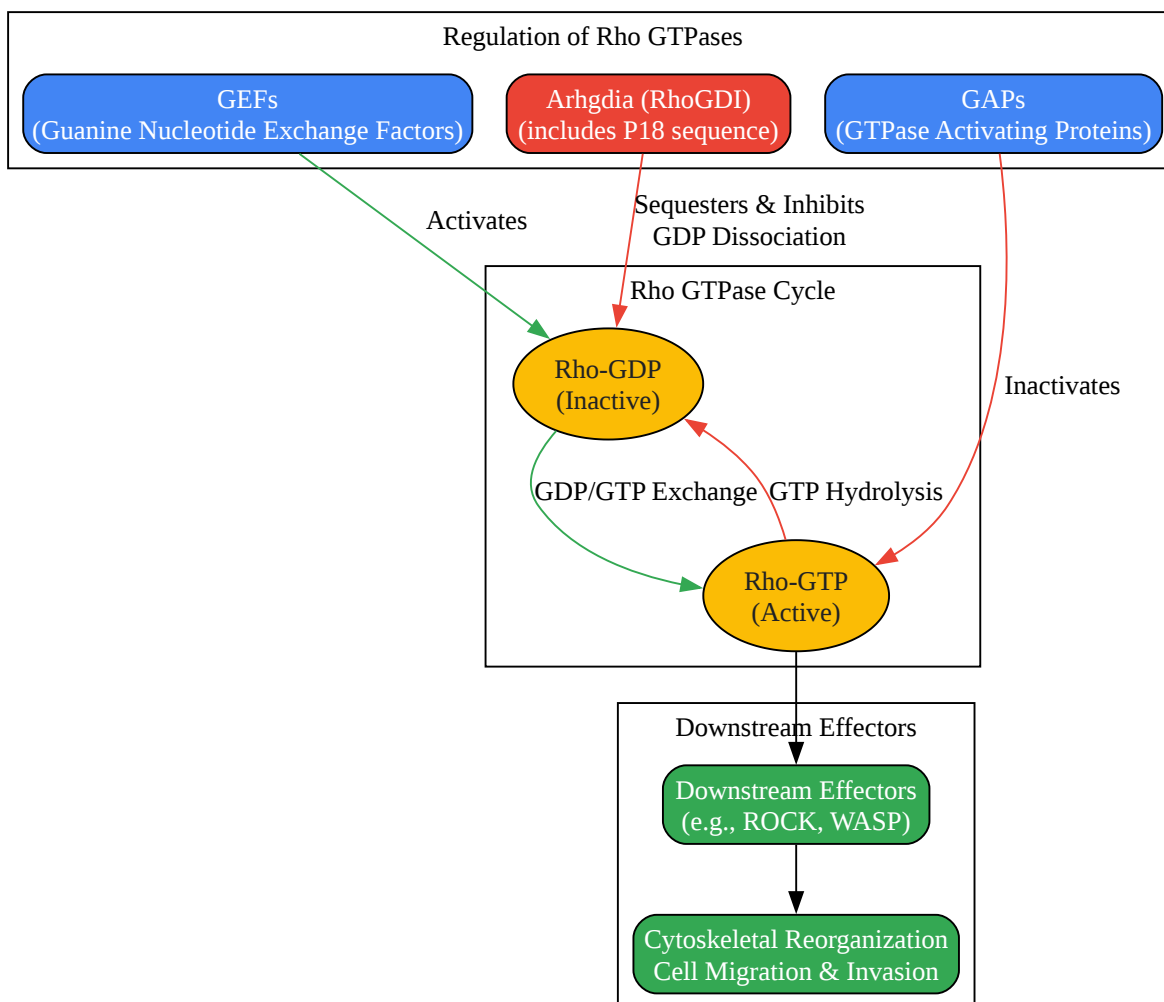 Regulation of Rho GTPases
GEFs
(Guanine Nucleotide Exchange Factors)
Arhgdia (RhoGDI)
(includes P18 sequence)
GAPs
(GTPase Activating Proteins)
Activates
Sequesters & Inhibits
GDP Dissociation
Rho GTPase Cycle
Rho-GDP
(Inactive)
Inactivates
GDP/GTP Exchange
GTP Hydrolysis
Rho-GTP
(Active)
Downstream Effectors
Downstream Effectors
(e.g., ROCK, WASP)
Cytoskeletal Reorganization
Cell Migration & Invasion